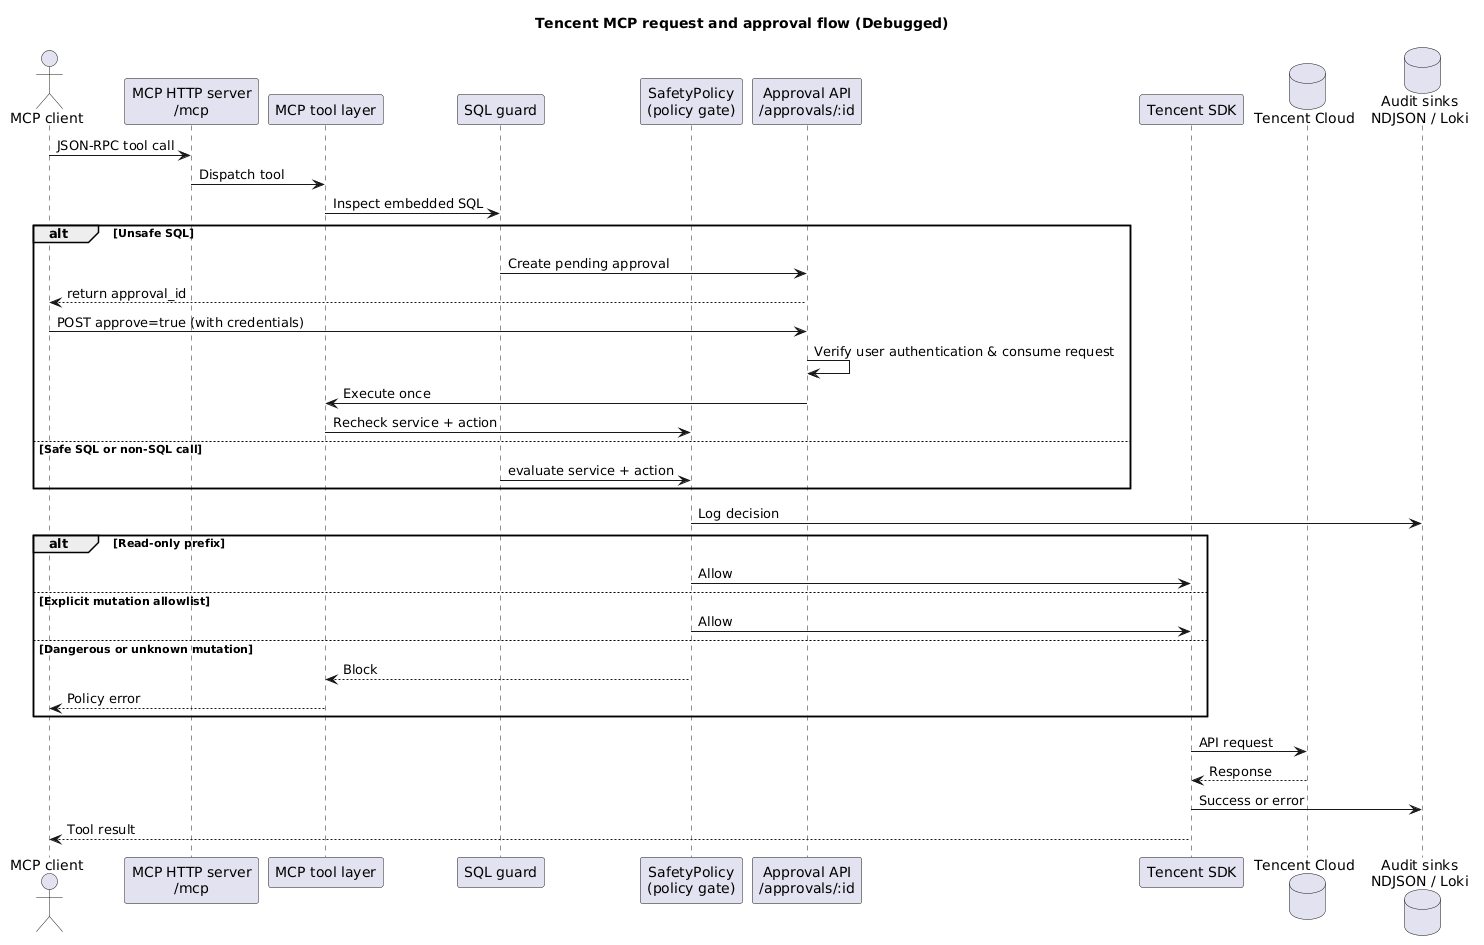 Tencent MCP request and approval flow (Debugged)
MCP client
MCP HTTP server
/mcp
MCP tool layer
SQL guard
SafetyPolicy
(policy gate)
Approval API
/approvals/:id
Tencent SDK
Tencent Cloud
Audit sinks
NDJSON / Loki
JSON-RPC tool call
Dispatch tool
Inspect embedded SQL
alt
[Unsafe SQL]
Create pending approval
return approval_id
POST approve=true (with credentials)
Verify user authentication & consume request
Execute once
Recheck service + action
[Safe SQL or non-SQL call]
evaluate service + action
Log decision
alt
[Read-only prefix]
Allow
[Explicit mutation allowlist]
Allow
[Dangerous or unknown mutation]
Block
Policy error
API request
Response
Success or error
Tool result
MCP client
MCP HTTP server
/mcp
MCP tool layer
SQL guard
SafetyPolicy
(policy gate)
Approval API
/approvals/:id
Tencent SDK
Tencent Cloud
Audit sinks
NDJSON / Loki